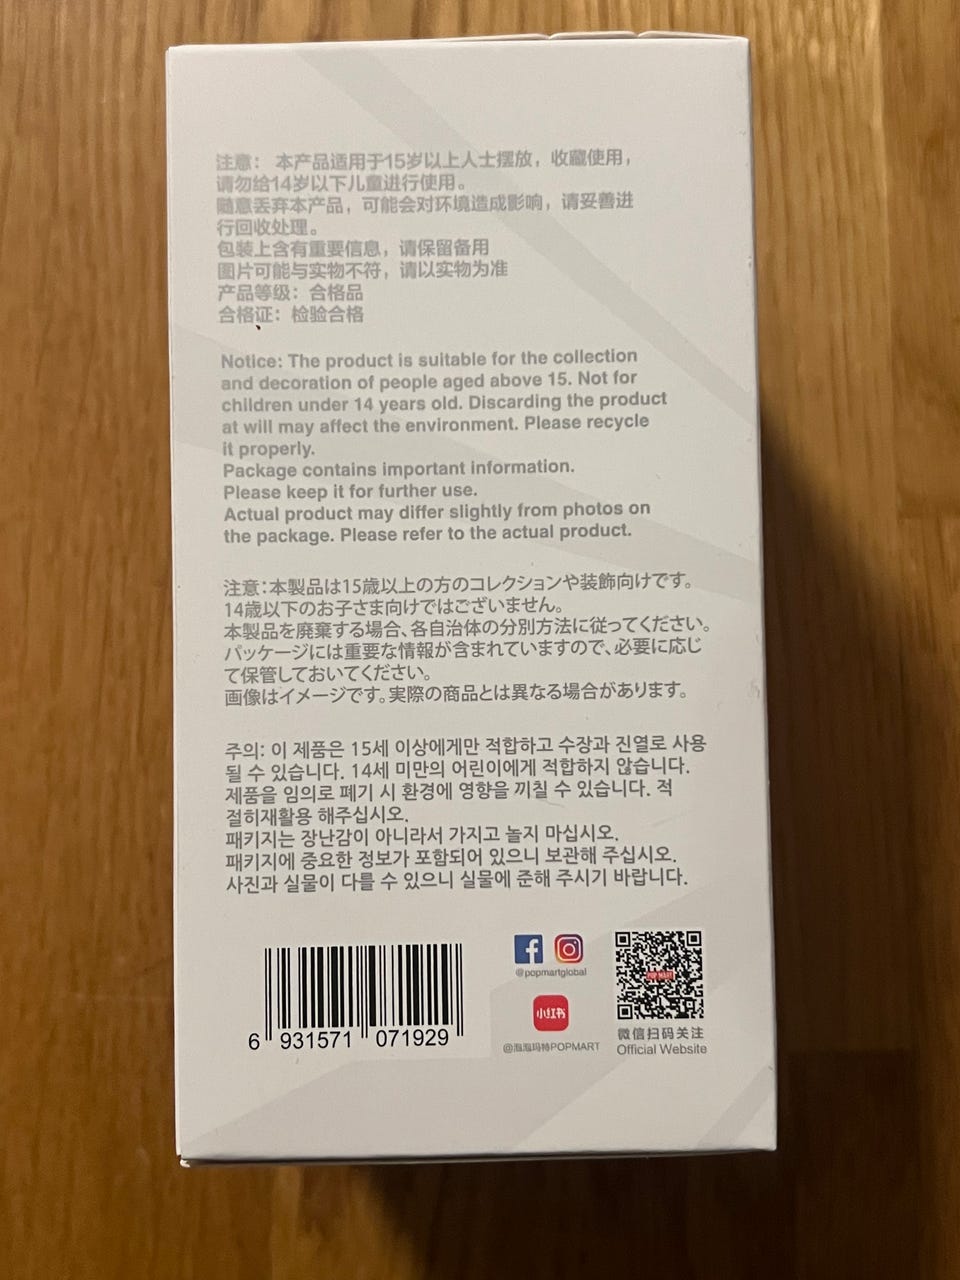 注意： 本产品适用于15岁以上人士摆放，收藏使用，
请勿给14岁以下儿童进行使用。
随意丢弃本产品，可能会对环境造成影响，请妥善进
行回收处理。
包装上含有重要信息，请保留备用
图片可能与实物不符，请以实物为准
产品等级：合格品
合格证：检验合格
Notice: The product is suitable for the collection
and decoration of people aged above 15. Not for
children under 14 years old. Discarding the product
at will may affect the environment. Please recycle
it properly.
Package contains important information.
Please keep it for further use.
Actual product may differ slightly from photos on
the package. Please refer to the actual product.
注意：本製品は15歳以上の方のコレクションや装飾向けです。
14歳以下のお子さま向けではございません。
本製品を廃棄する場合、各自治体の分別方法に従ってください。
パッケージには重要な情報が含まれていますので、必要に応じ
て保管しておいてください。
画像はイメージです。実際の商品とは異なる場合があります。
주의: 이 제품은 15세 이상에게만 적합하고 수장과 진열로 사용
될 수 있습니다. 14세 미만의 어린이에게 적합하지 않습니다.
제품을 임의로 폐기 시 환경에 영향을 끼칠 수 있습니다. 적
절히재활용 해주십시오.
패키지는 장난감이 아니라서 가지고 놀지 마십시오.
패키지에 중요한 정보가 포함되어 있으니 보관해 주십시오.
사진과 실물이 다를 수 있으니 실물에 준해 주시기 바랍니다.
6 931571 071929
@popmartglobal
小红书
@泡泡玛特POPMART
POP MART
微信扫码关注
Official Website